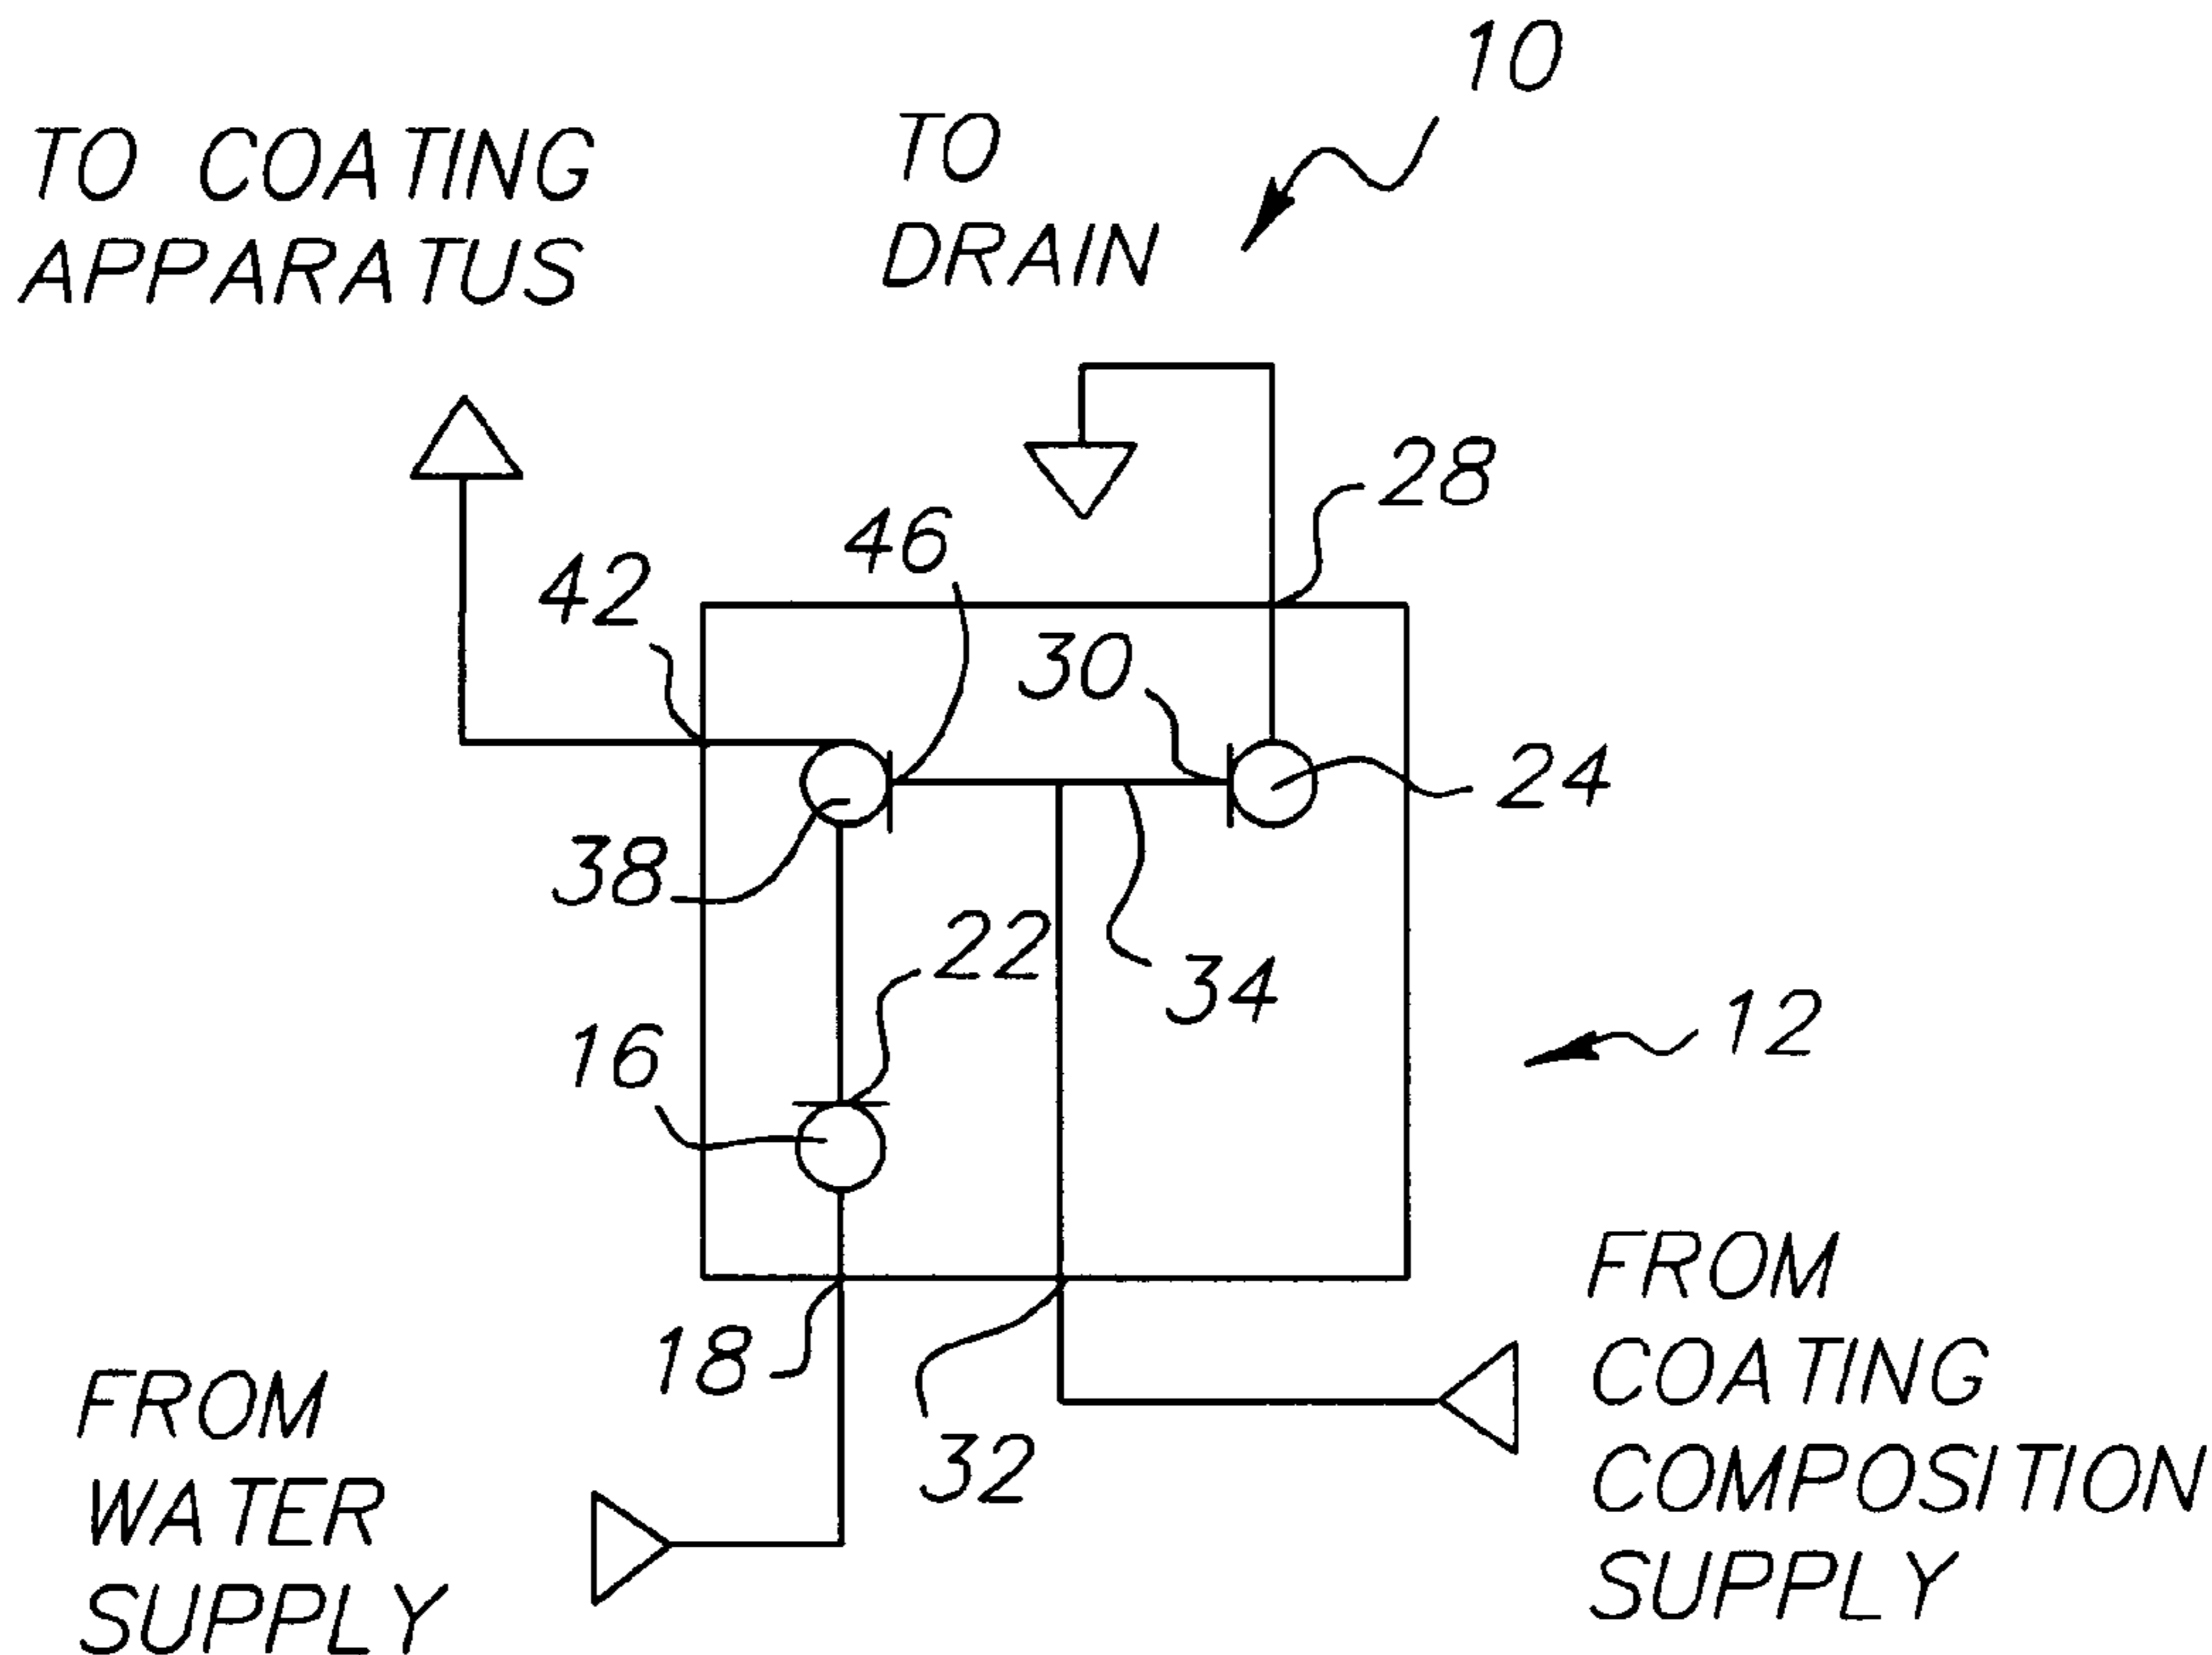 10
TO COATING
APPARATUS
TO
DRAIN
28
46
42
30
24
38
22
34
16
12
18
32
FROM
WATER
SUPPLY
FROM
COATING
COMPOSITION
SUPPLY